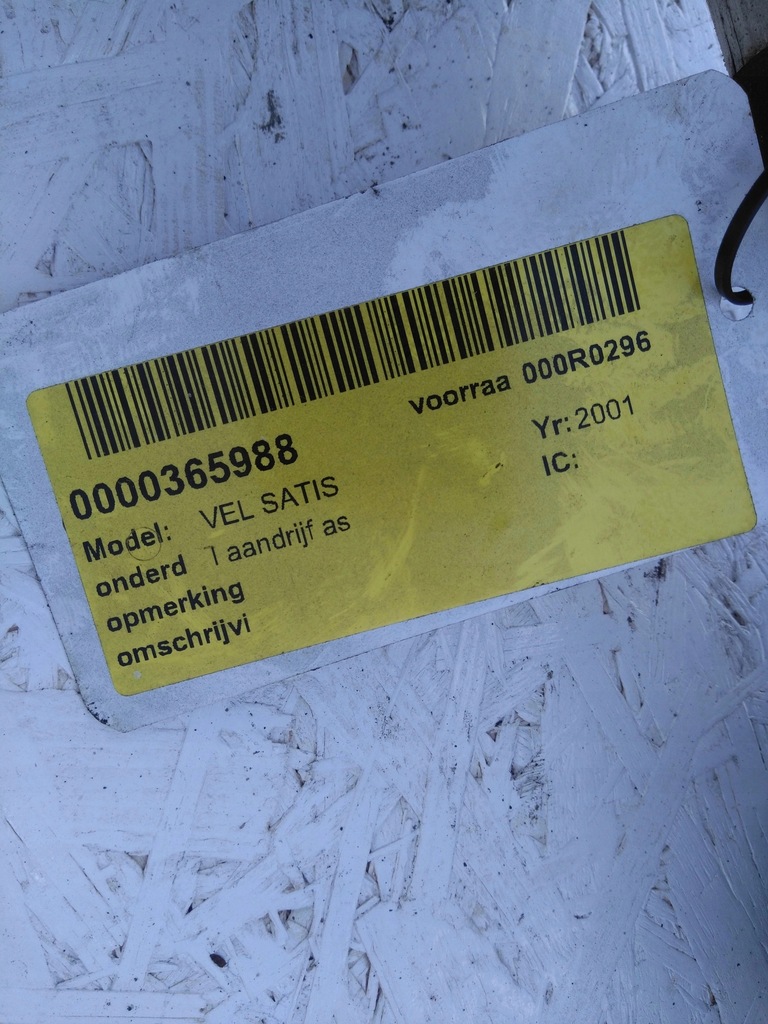 voorraa 000R0296
0000365988
Yr: 2001
Model: VEL SATIS
IC:
onderd 1 aandrijf as
opmerking
omschrijvi